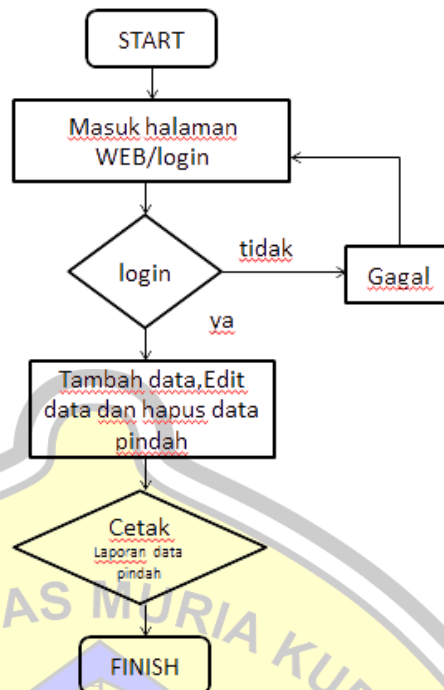 START
Masuk halaman
WEB/login
login
tidak
Gagal
ya
Tambah data,Edit
data dan hapus data
pindah
Cetak
Laporan data
pindah
AS MURIA KU
FINISH